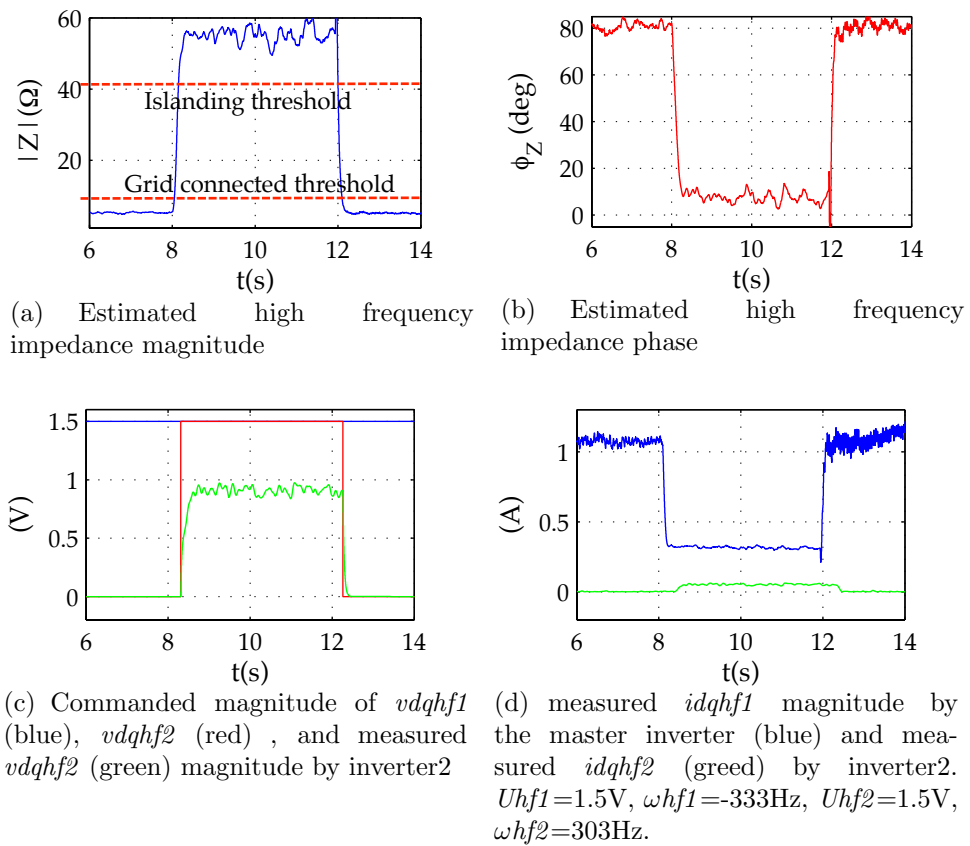 60
40
20
|Z|(Ω)
Islanding threshold
Grid connected threshold
6 8 10 12 14
t(s)
(a) Estimated high frequency
impedance magnitude
80
60
40
20
0
ϕ_Z (deg)
6 8 10 12 14
t(s)
(b) Estimated high frequency
impedance phase
1.5
1
0.5
0
(V)
6 8 10 12 14
t(s)
(c) Commanded magnitude of vdqhf1
(blue), vdqhf2 (red) , and measured
vdqhf2 (green) magnitude by inverter2
1
0.5
0
(A)
6 8 10 12 14
t(s)
(d) measured idqhf1 magnitude by
the master inverter (blue) and mea-
sured idqhf2 (greed) by inverter2.
Uhf1=1.5V, ωhf1=-333Hz, Uhf2=1.5V,
ωhf2=303Hz.